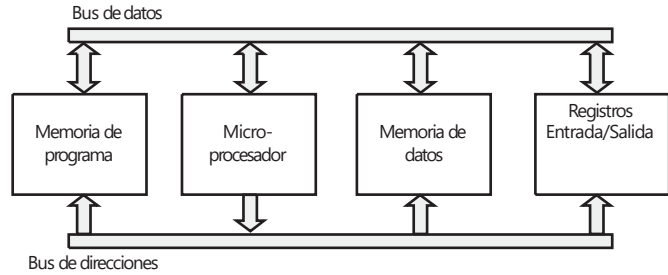 Bus de datos
Memoria de
programa
Micro-
procesador
Memoria de
datos
Registros
Entrada/Salida
Bus de direcciones